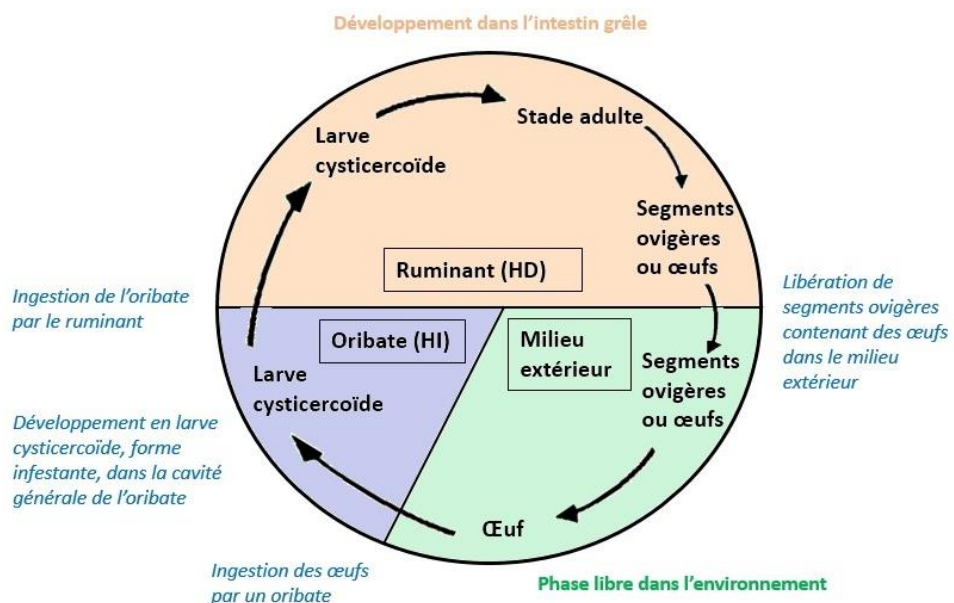 Développement dans l'intestin grêle
Stade adulte
Larve
cysticercoïde
Segments
ovigères
ou œufs
Ruminant (HD)
Ingestion de l'oribate
par le ruminant
Libération de
segments ovigères
contenant des œufs
dans le milieu
extérieur
Oribate (HI)
Milieu
extérieur
Larve
cysticercoïde
Segments
ovigères
ou œufs
Développement en larve
cysticercoïde, forme
infestante, dans la cavité
générale de l'oribate
Œuf
Ingestion des œufs
par un oribate
Phase libre dans l'environnement